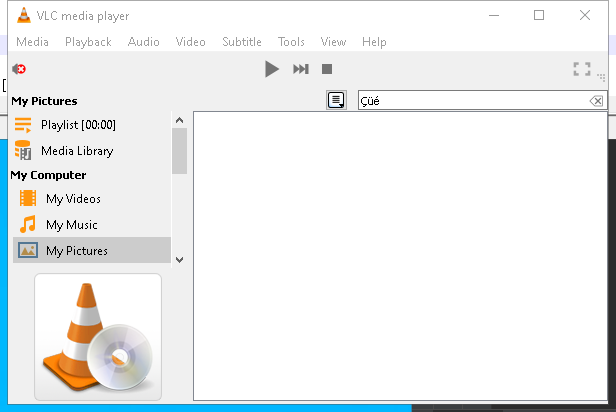 VLC media player
Media Playback Audio Video Subtitle Tools View Help
My Pictures
Çüé
Playlist [00:00]
Media Library
My Computer
My Videos
My Music
My Pictures